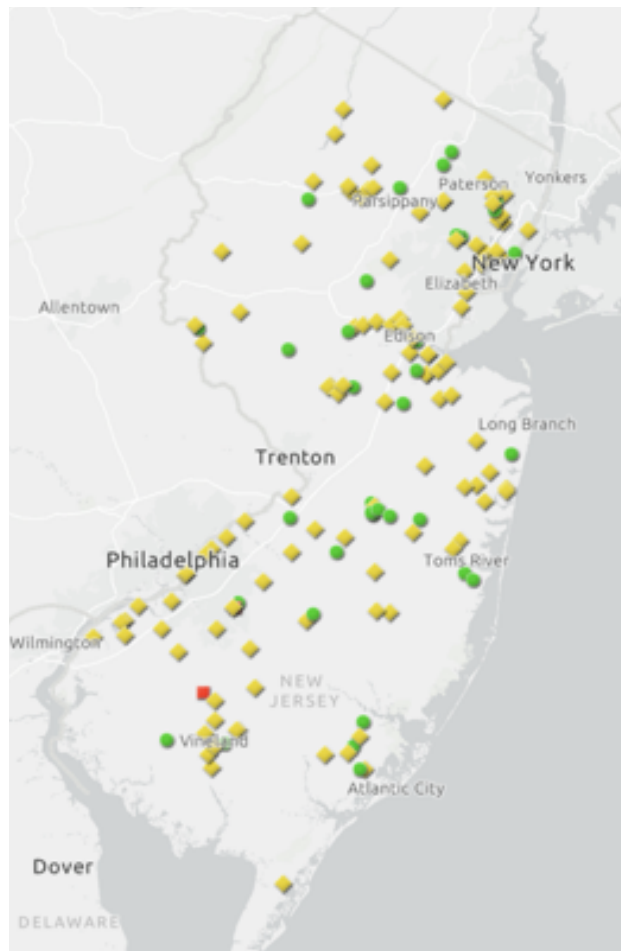 Paterson
Yonkers
Parsippany
New York
Elizabeth
Allentown
Edison
Long Branch
Trenton
Philadelphia
Toms River
Wilmington
NEW
JERSEY
Vineland
Atlantic City
Dover
DELAWARE